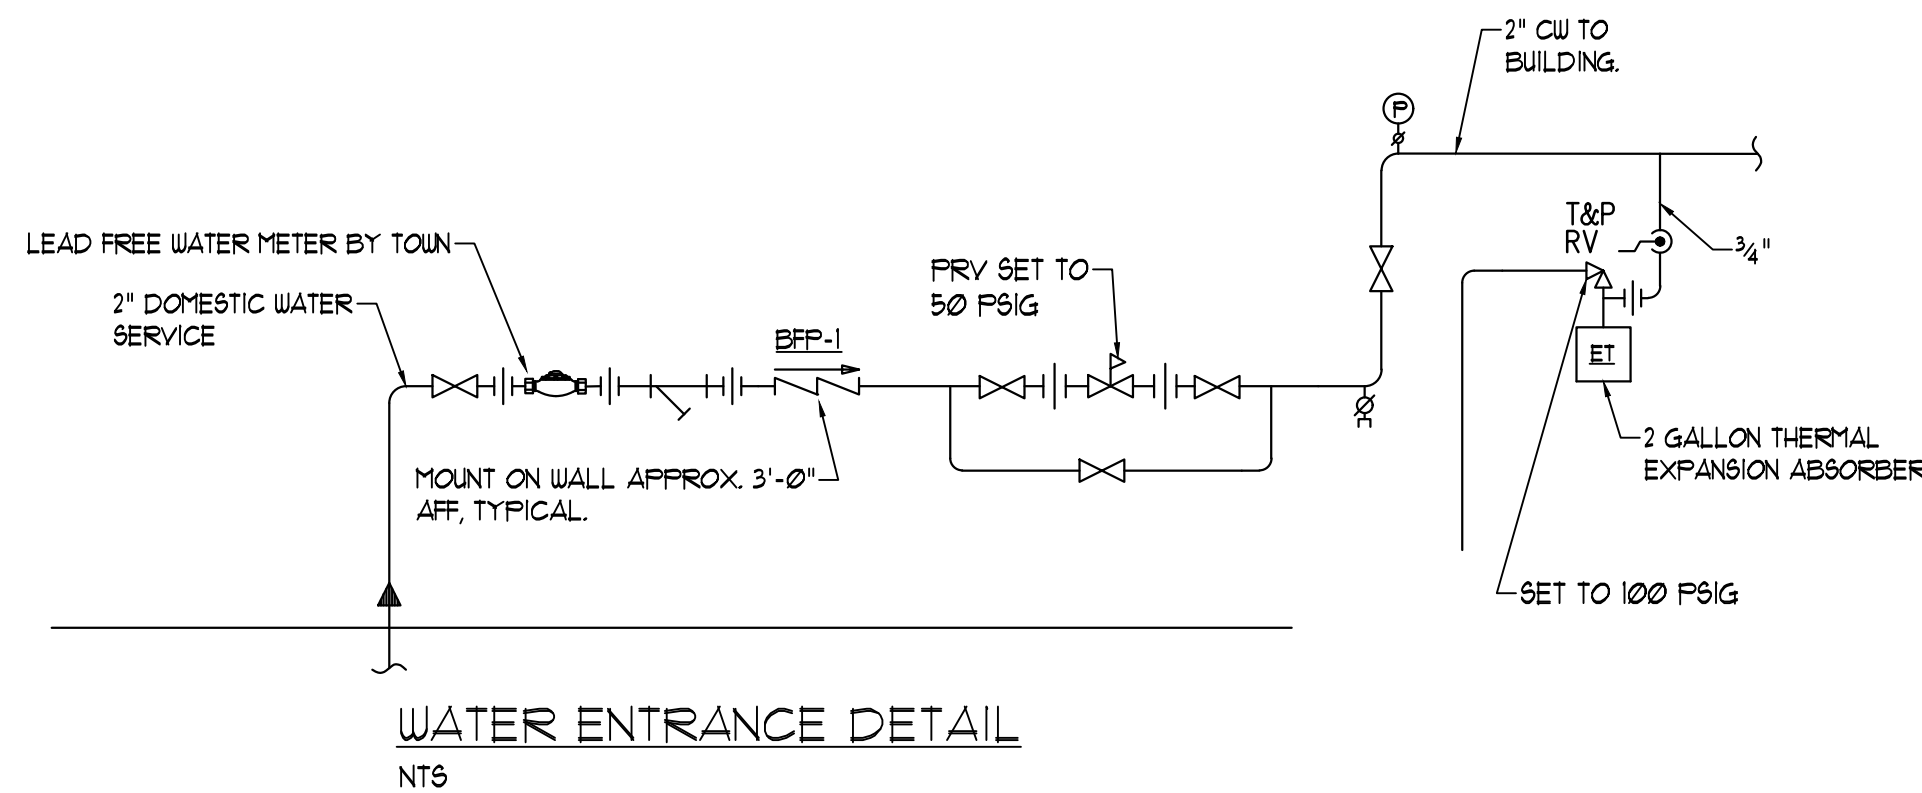 2" CW TO
BUILDING.
P
LEAD FREE WATER METER BY TOWN
2" DOMESTIC WATER
SERVICE
BFP-1
PRV SET TO
50 PSIG
T&P
RV
3/4"
ET
MOUNT ON WALL APPROX. 3'-0"
AFF, TYPICAL.
2 GALLON THERMAL
EXPANSION ABSORBER
SET TO 100 PSIG
WATER ENTRANCE DETAIL
NTS